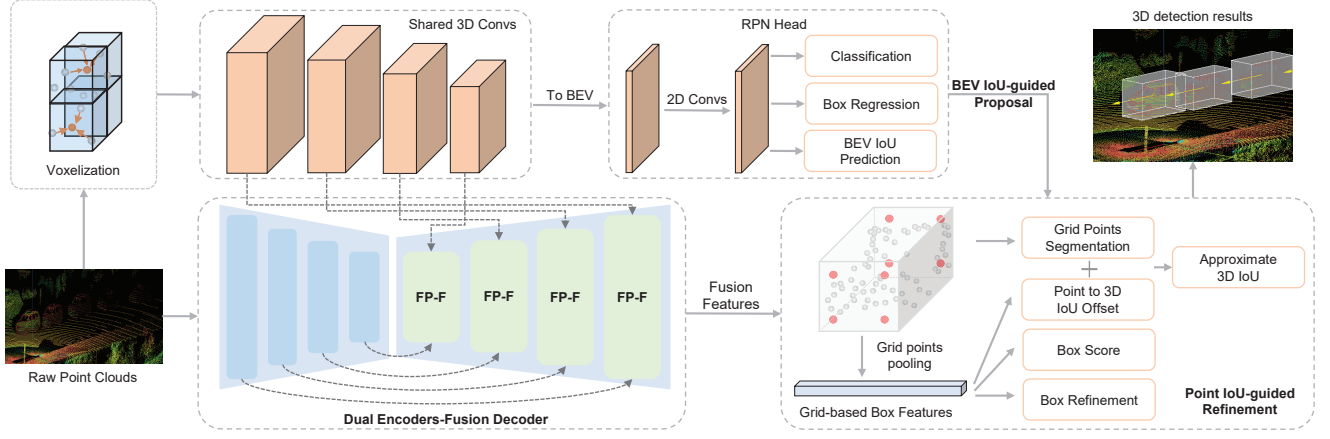 Shared 3D Convs
RPN Head
3D detection results
Classification
Voxelization
To BEV
2D Convs
Box Regression
BEV IoU-guided
Proposal
BEV IoU
Prediction
Raw Point Clouds
FP-F
FP-F
FP-F
FP-F
Fusion
Features
Dual Encoders-Fusion Decoder
Grid points
pooling
Grid-based Box Features
Grid Points
Segmentation
+
Point to 3D
IoU Offset
Approximate
3D IoU
Box Score
Box Refinement
Point IoU-guided
Refinement